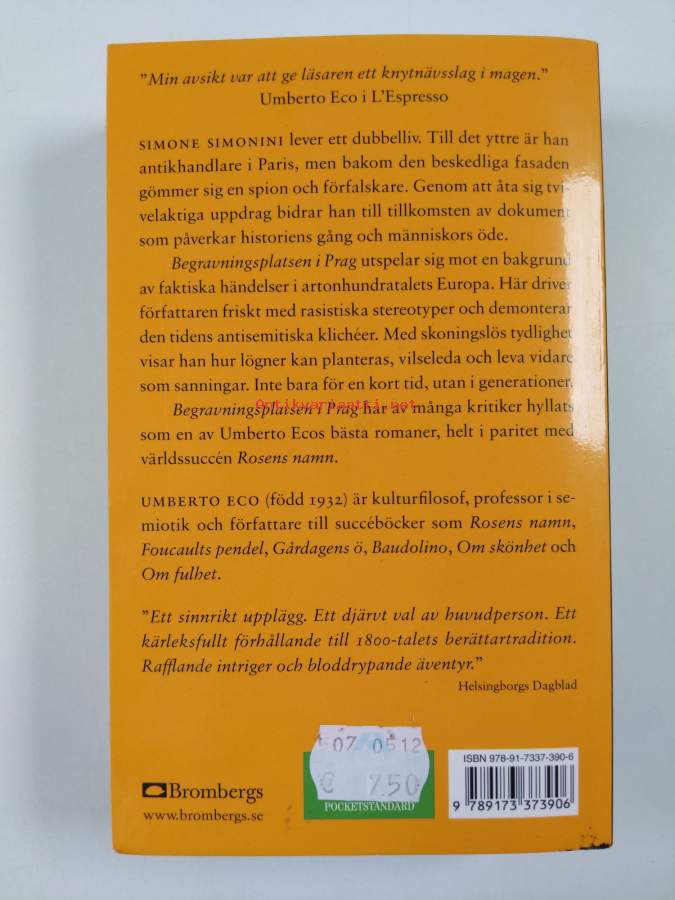 "Min avsikt var att ge läsaren ett knytnävsslag i magen."
Umberto Eco i L'Espresso
SIMONE SIMONINI lever ett dubbelliv. Till det yttre är han
antikhandlare i Paris, men bakom den beskedliga fasaden
gömmer sig en spion och förfalskare. Genom att åta sig tvi-
velaktiga uppdrag bidrar han till tillkomsten av dokument
som påverkar historiens gång och människors öde.
Begravningsplatsen i Prag utspelar sig mot en bakgrund
av faktiska händelser i artonhundratalets Europa. Här driver
författaren friskt med rasistiska stereotyper och demonterar
den tidens antisemitiska klichéer. Med skoningslös tydlighet
visar han hur lögner kan planteras, vilseleda och leva vidare
som sanningar. Inte bara för en kort tid, utan i generationer.
Antikvariaatti.net
Begravningsplatsen i Prag har av många kritiker hyllats
som en av Umberto Ecos bästa romaner, helt i paritet med
världssuccén Rosens namn.
UMBERTO ECO (född 1932) är kulturfilosof, professor i se-
miotik och författare till succéböcker som Rosens namn,
Foucaults pendel, Gårdagens ö, Baudolino, Om skönhet och
Om fulhet.
"Ett sinnrikt upplägg. Ett djärvt val av huvudperson. Ett
kärleksfullt förhållande till 1800-talets berättartradition.
Rafflande intriger och bloddrypande äventyr."
Helsingborgs Dagblad
Brombergs
www.brombergs.se
507 0512
€ 7.50
POCKETSTANDARD
ISBN 978-91-7337-390-6
9 789173 373906